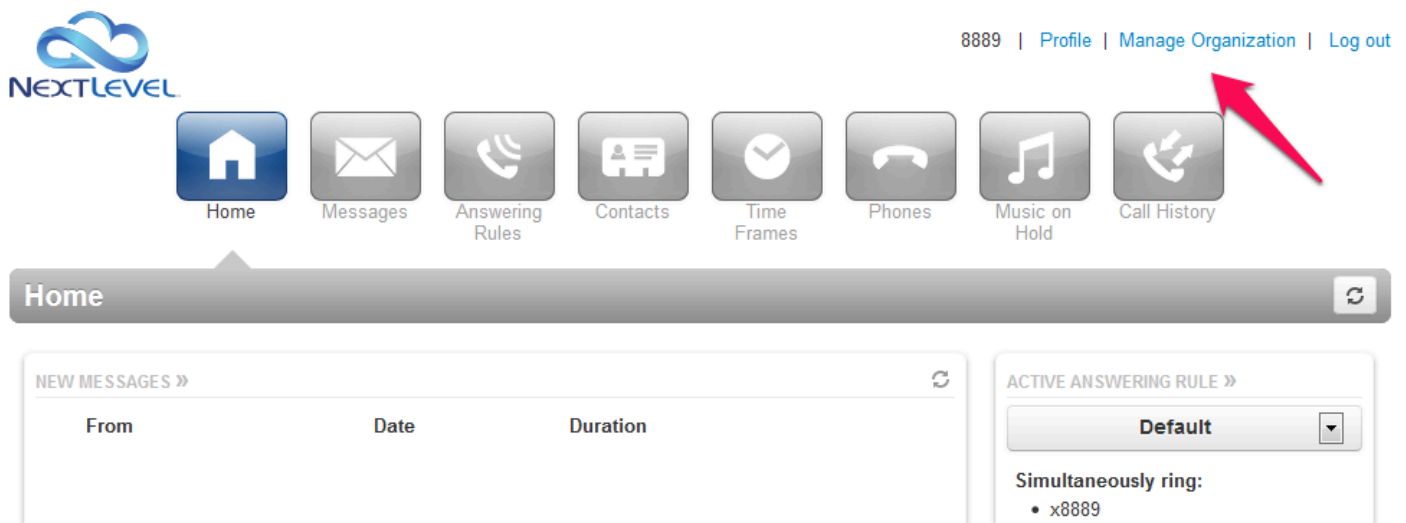 8889 | Profile | Manage Organization | Log out
NEXTLEVEL
Home
Messages
Answering
Rules
Contacts
Time
Frames
Phones
Music on
Hold
Call History
Home
NEW MESSAGES »
From Date Duration
ACTIVE ANSWERING RULE »
Default
Simultaneously ring:
• x8889